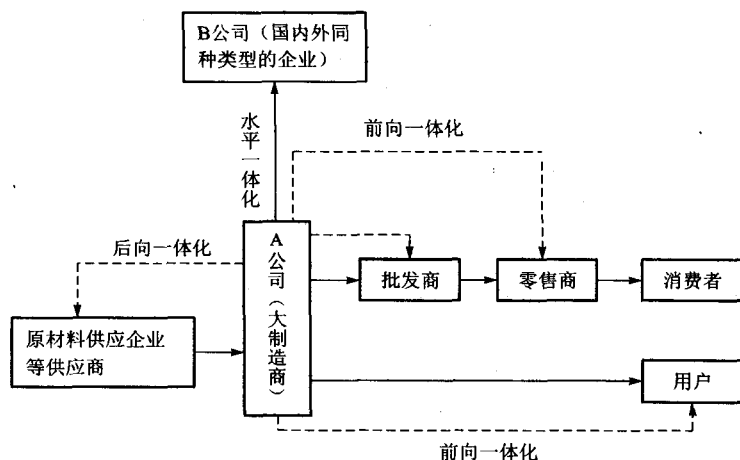 B公司（国内外同
种类型的企业）
水平一体化
前向一体化
后向一体化
A公司（大制造商）
批发商
零售商
消费者
原材料供应企业
等供应商
用户
前向一体化